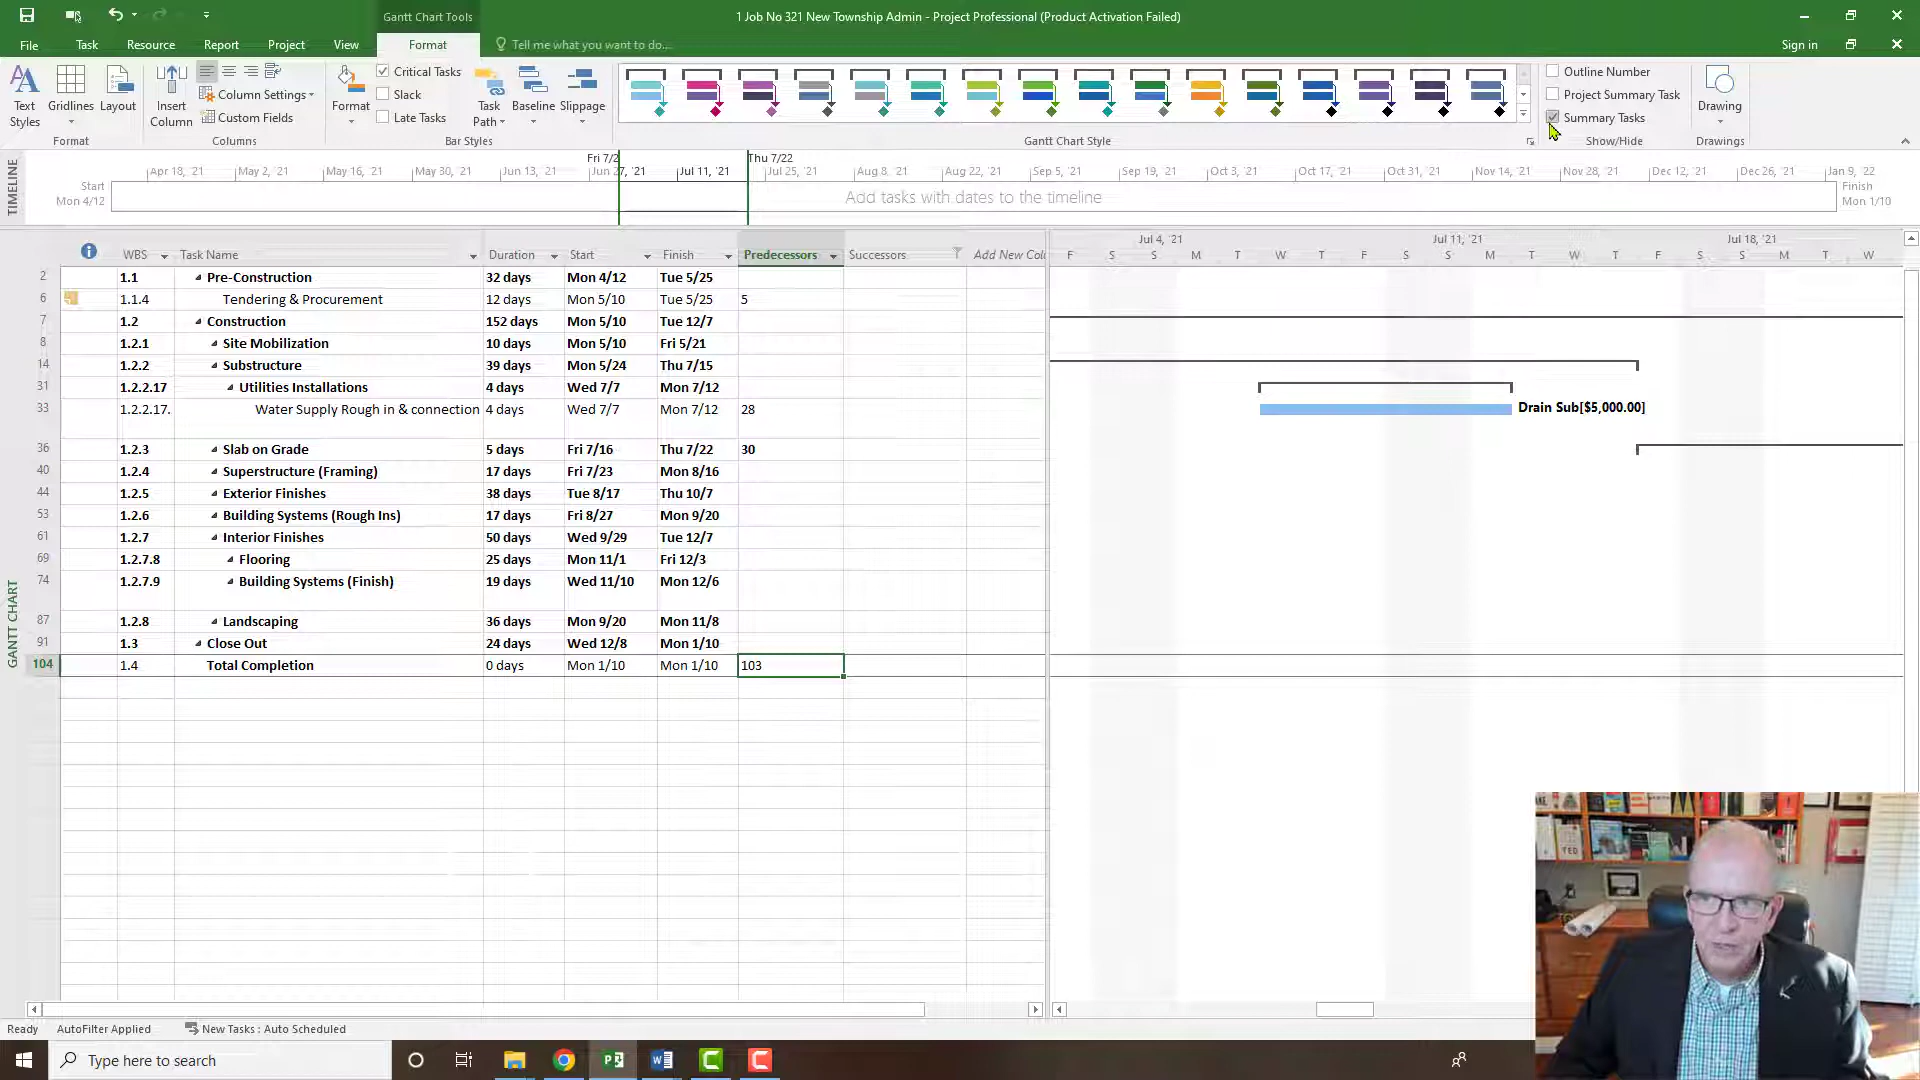 Gantt Chart Tools
1 Job No 321 New Township Admin - Project Professional (Product Activation Failed)
File Task Resource Report Project View Format Tell me what you want to do... Sign in
Text Styles
Gridlines
Layout
Format
Insert Column
Column Settings
Custom Fields
Columns
Format
Critical Tasks
Slack
Late Tasks
Task Path
Baseline
Slippage
Bar Styles
Gantt Chart Style
Outline Number
Project Summary Task
Summary Tasks
Show/Hide
Drawing
Drawings
TIMELINE
Fri 7/2
Thu 7/22
Apr 18, '21 May 2, '21 May 16, '21 May 30, '21 Jun 13, '21 Jun 27, '21 Jul 11, '21 Jul 25, '21 Aug 8, '21 Aug 22, '21 Sep 5, '21 Sep 19, '21 Oct 3, '21 Oct 17, '21 Oct 31, '21 Nov 14, '21 Nov 28, '21 Dec 12, '21 Dec 26, '21 Jan 9, '22
Start
Mon 4/12
Add tasks with dates to the timeline
Finish
Mon 1/10
GANTT CHART
WBS Task Name Duration Start Finish Predecessors Successors Add New Col
2 1.1 Pre-Construction 32 days Mon 4/12 Tue 5/25
6 1.1.4 Tendering & Procurement 12 days Mon 5/10 Tue 5/25 5
7 1.2 Construction 152 days Mon 5/10 Tue 12/7
8 1.2.1 Site Mobilization 10 days Mon 5/10 Fri 5/21
14 1.2.2 Substructure 39 days Mon 5/24 Thu 7/15
31 1.2.2.17 Utilities Installations 4 days Wed 7/7 Mon 7/12
33 1.2.2.17. Water Supply Rough in & connection 4 days Wed 7/7 Mon 7/12 28
36 1.2.3 Slab on Grade 5 days Fri 7/16 Thu 7/22 30
40 1.2.4 Superstructure (Framing) 17 days Fri 7/23 Mon 8/16
44 1.2.5 Exterior Finishes 38 days Tue 8/17 Thu 10/7
53 1.2.6 Building Systems (Rough Ins) 17 days Fri 8/27 Mon 9/20
61 1.2.7 Interior Finishes 50 days Wed 9/29 Tue 12/7
69 1.2.7.8 Flooring 25 days Mon 11/1 Fri 12/3
74 1.2.7.9 Building Systems (Finish) 19 days Wed 11/10 Mon 12/6
87 1.2.8 Landscaping 36 days Mon 9/20 Mon 11/8
91 1.3 Close Out 24 days Wed 12/8 Mon 1/10
104 1.4 Total Completion 0 days Mon 1/10 Mon 1/10 103
Jul 4, '21 Jul 11, '21 Jul 18, '21
F S S M T W T F S S M T W T F S S M T W
Drain Sub[$5,000.00]
TED
Ready AutoFilter Applied New Tasks : Auto Scheduled
Type here to search